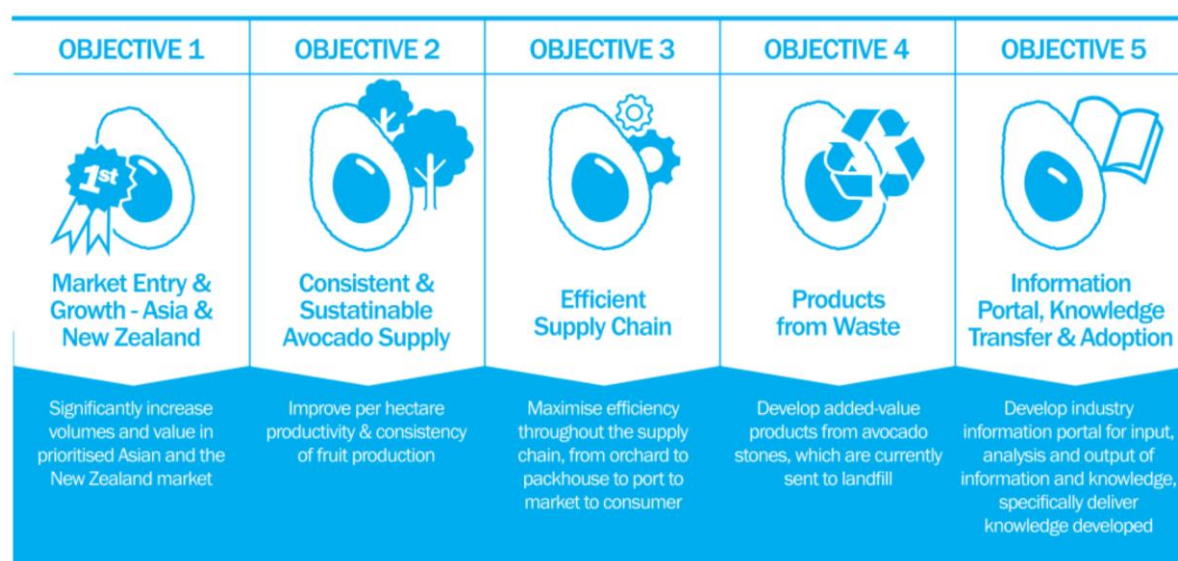 OBJECTIVE 1
1st
Market Entry &
Growth - Asia &
New Zealand
Significantly increase
volumes and value in
prioritised Asian and the
New Zealand market
OBJECTIVE 2
Consistent &
Sustatinable
Avocado Supply
Improve per hectare
productivity & consistency
of fruit production
OBJECTIVE 3
Efficient
Supply Chain
Maximise efficiency
throughout the supply
chain, from orchard to
packhouse to port to
market to consumer
OBJECTIVE 4
Products
from Waste
Develop added-value
products from avocado
stones, which are currently
sent to landfill
OBJECTIVE 5
Information
Portal, Knowledge
Transfer & Adoption
Develop industry
information portal for input,
analysis and output of
information and knowledge,
specifically deliver
knowledge developed